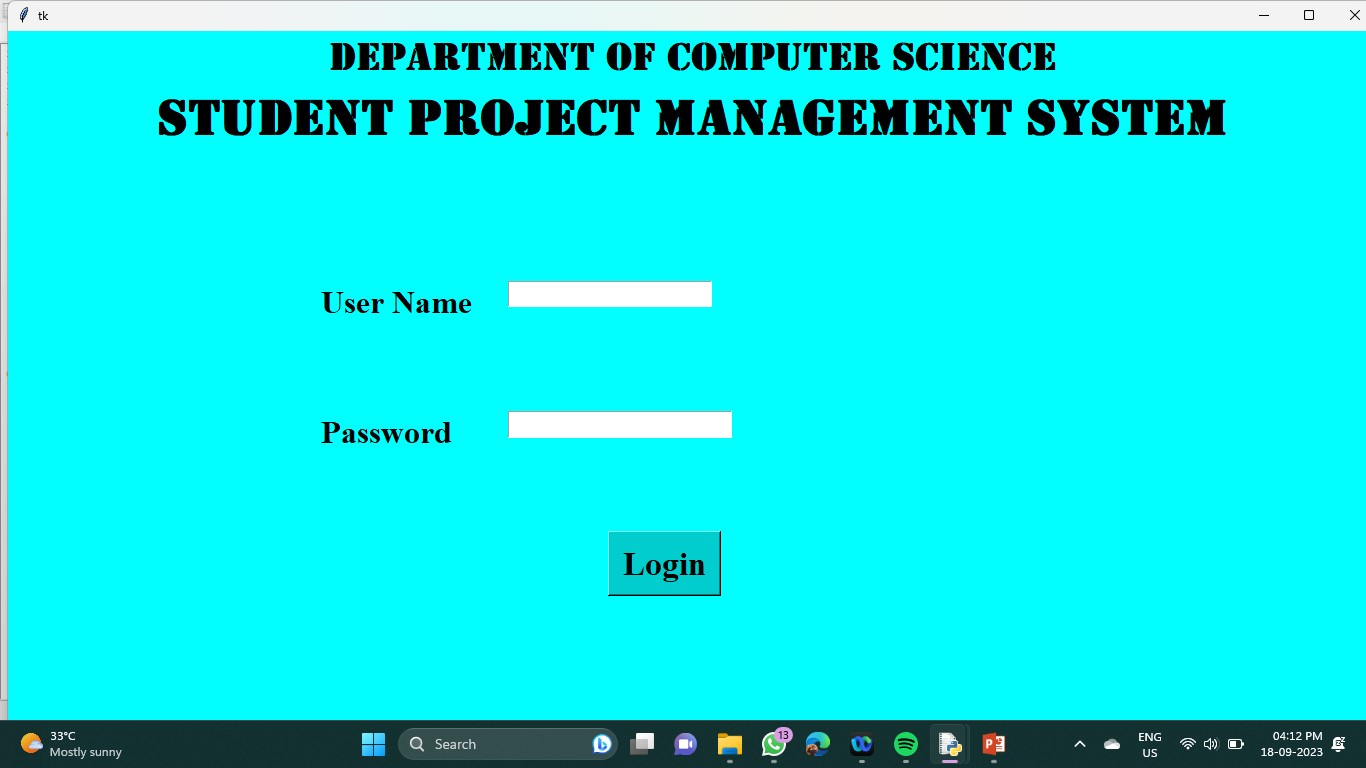 tk
DEPARTMENT OF COMPUTER SCIENCE
STUDENT PROJECT MANAGEMENT SYSTEM
User Name
Password
Login
33°C
Mostly sunny
Search
13
ENG
US
04:12 PM
18-09-2023